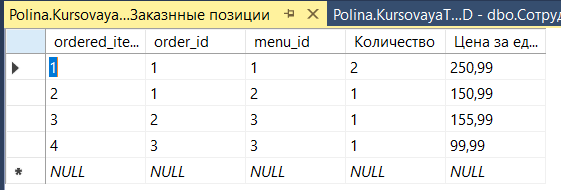 Polina.Kursovaya...Заказнные позиции Polina.KursovayaT...D - dbo.Сотруд
ordered_ite... order_id menu_id Количество Цена за ед...
1 1 1 2 250,99
2 1 2 1 150,99
3 2 3 1 155,99
4 3 3 1 99,99
NULL NULL NULL NULL NULL